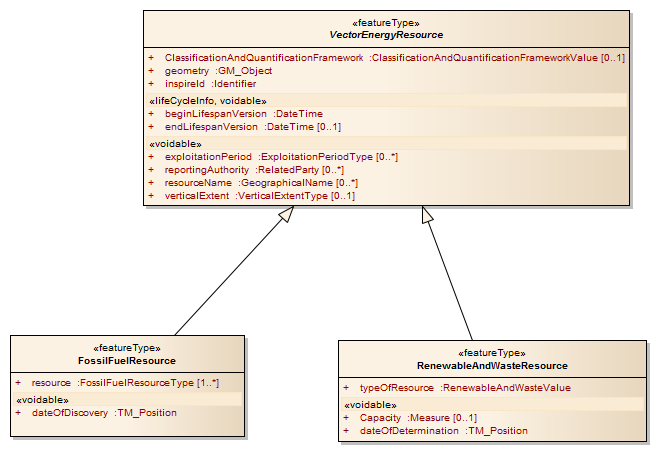 «featureType»
VectorEnergyResource
+ ClassificationAndQuantificationFramework :ClassificationAndQuantificationFrameworkValue [0..1]
+ geometry :GM_Object
+ inspireId :Identifier
«lifeCycleInfo, voidable»
+ beginLifespanVersion :DateTime
+ endLifespanVersion :DateTime [0..1]
«voidable»
+ exploitationPeriod :ExploitationPeriodType [0..*]
+ reportingAuthority :RelatedParty [0..*]
+ resourceName :GeographicalName [0..*]
+ verticalExtent :VerticalExtentType [0..1]
«featureType»
FossilFuelResource
+ resource :FossilFuelResourceType [1..*]
«voidable»
+ dateOfDiscovery :TM_Position
«featureType»
RenewableAndWasteResource
+ typeOfResource :RenewableAndWasteValue
«voidable»
+ Capacity :Measure [0..1]
+ dateOfDetermination :TM_Position